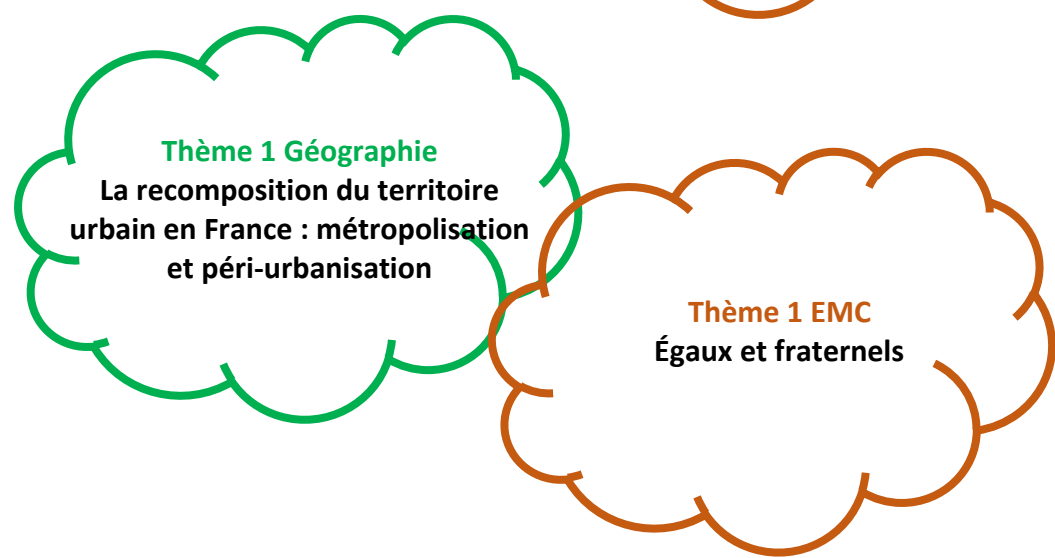 Thème 1 Géographie
La recomposition du territoire
urbain en France : métropolisation
et péri-urbanisation
Thème 1 EMC
Égaux et fraternels